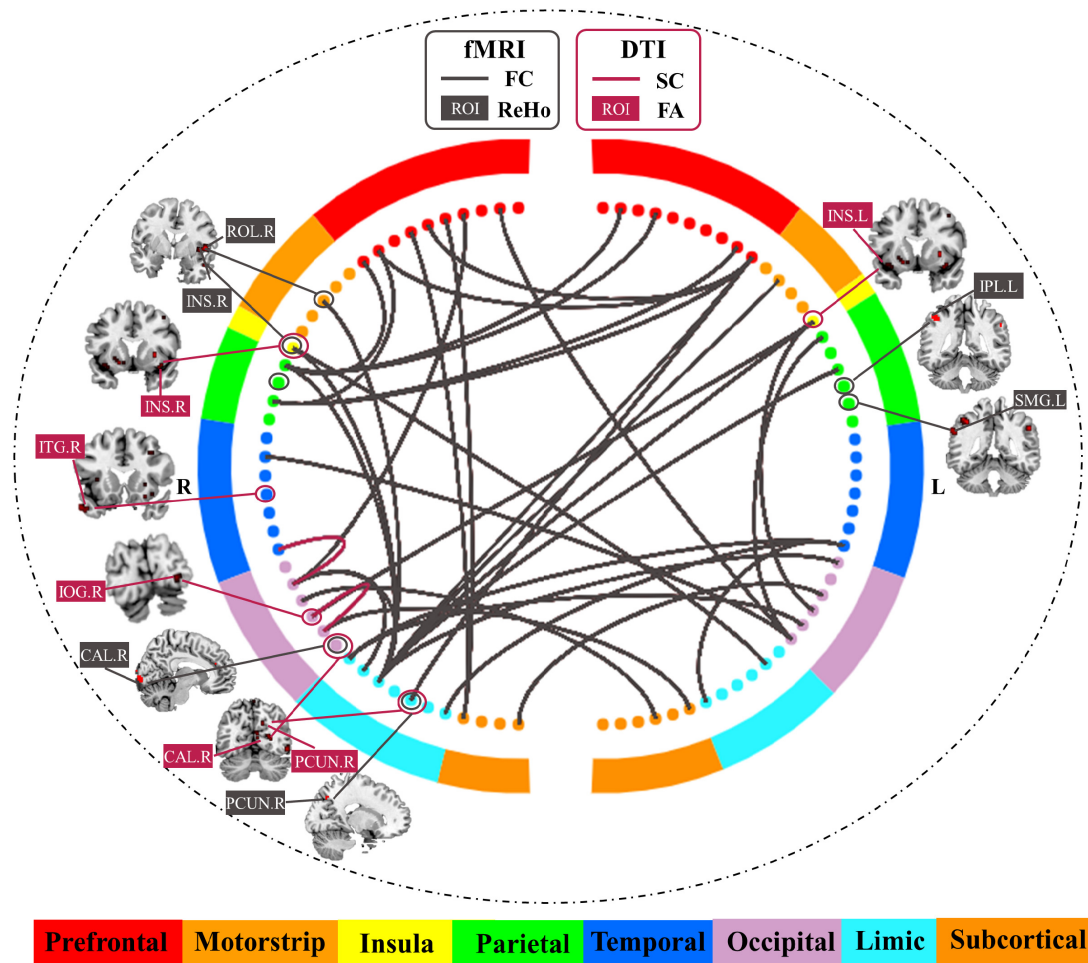 fMRI
FC
ROI ReHo
DTI
SC
ROI FA
ROL.R
INS.R
INS.R
ITG.R
R
IOG.R
CAL.R
CAL.R
PCUN.R
PCUN.R
INS.L
IPL.L
SMG.L
L
Prefrontal Motorstrip Insula Parietal Temporal Occipital Limic Subcortical